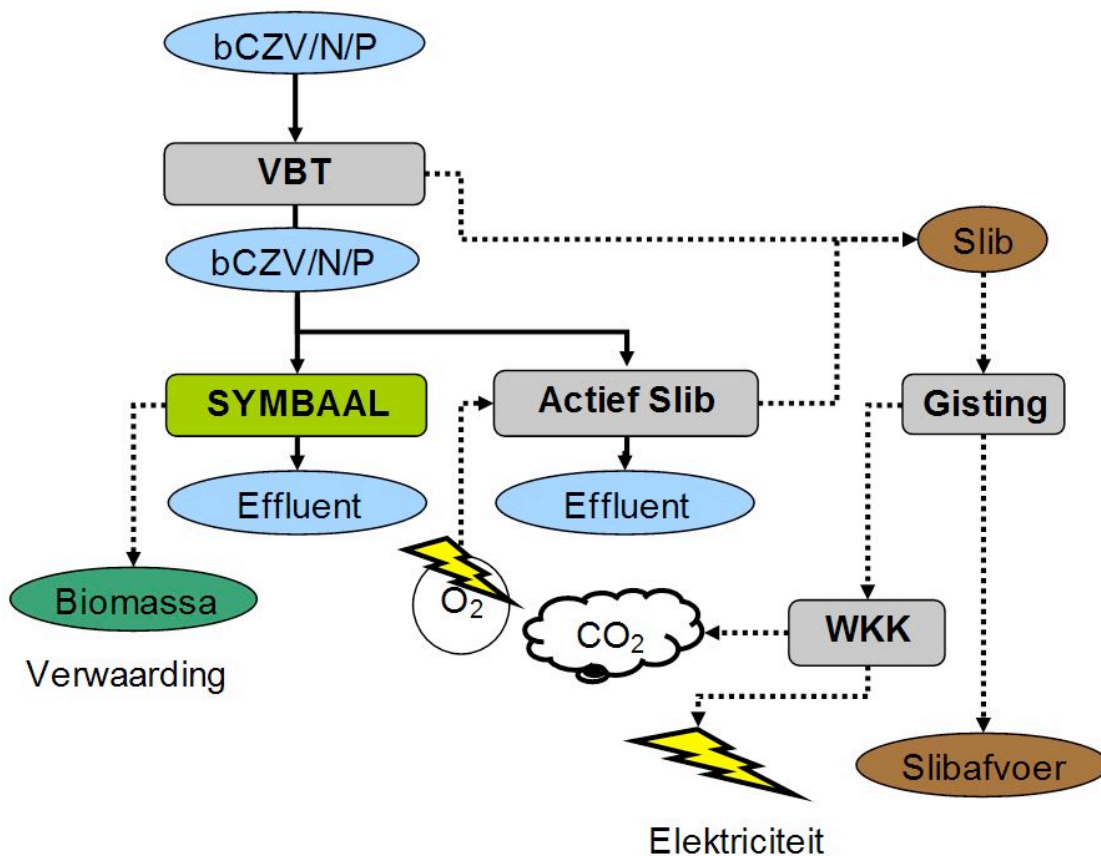 bCZV/N/P
VBT
bCZV/N/P
Slib
SYMBAAL
Actief Slib
Gisting
Effluent
Effluent
Biomassa
O₂
CO₂
WKK
Verwaarding
Slibafvoer
Elektriciteit